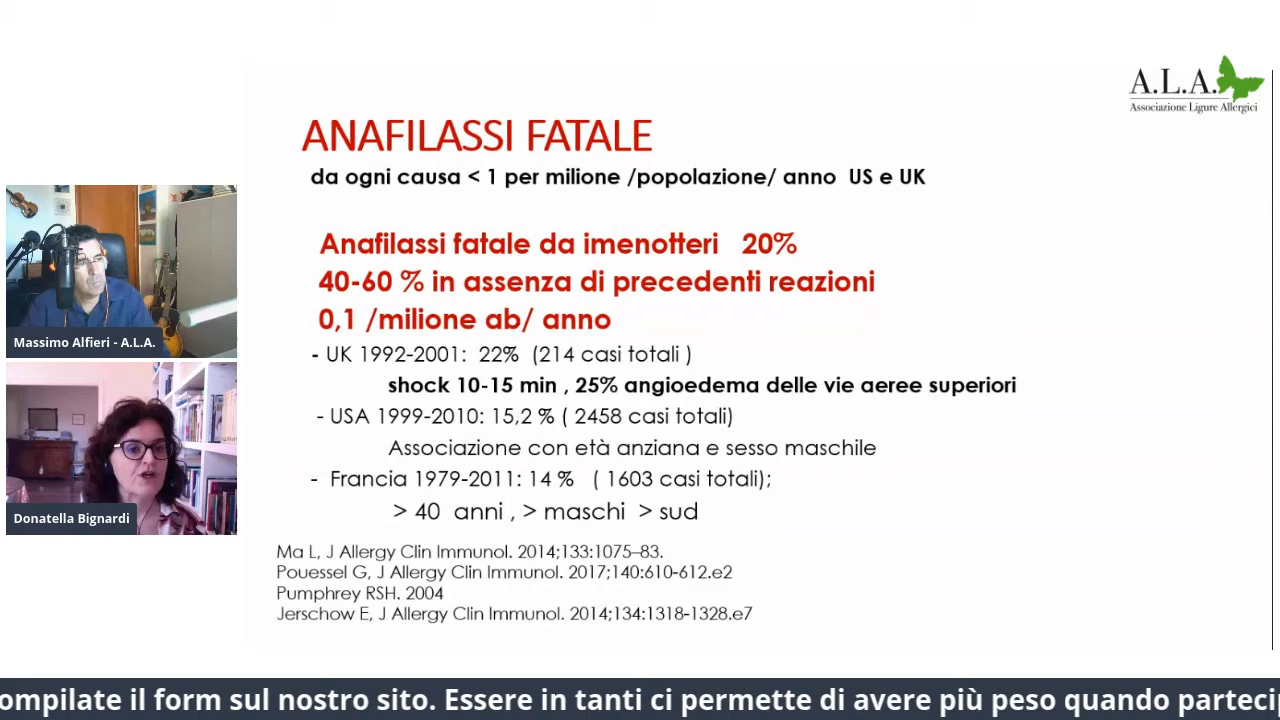 A.L.A.
Associazione Ligure Allergici
ANAFILASSI FATALE
da ogni causa < 1 per milione /popolazione/ anno US e UK
Anafilassi fatale da imenotteri 20%
40-60 % in assenza di precedenti reazioni
0,1 /milione ab/ anno
- UK 1992-2001: 22% (214 casi totali )
shock 10-15 min , 25% angioedema delle vie aeree superiori
- USA 1999-2010: 15,2 % ( 2458 casi totali)
Associazione con età anziana e sesso maschile
- Francia 1979-2011: 14 % ( 1603 casi totali);
> 40 anni , > maschi > sud
Ma L, J Allergy Clin Immunol. 2014;133:1075–83.
Pouessel G, J Allergy Clin Immunol. 2017;140:610-612.e2
Pumphrey RSH. 2004
Jerschow E, J Allergy Clin Immunol. 2014;134:1318-1328.e7
Massimo Alfieri - A.L.A.
Donatella Bignardi
ompilate il form sul nostro sito. Essere in tanti ci permette di avere più peso quando partecip